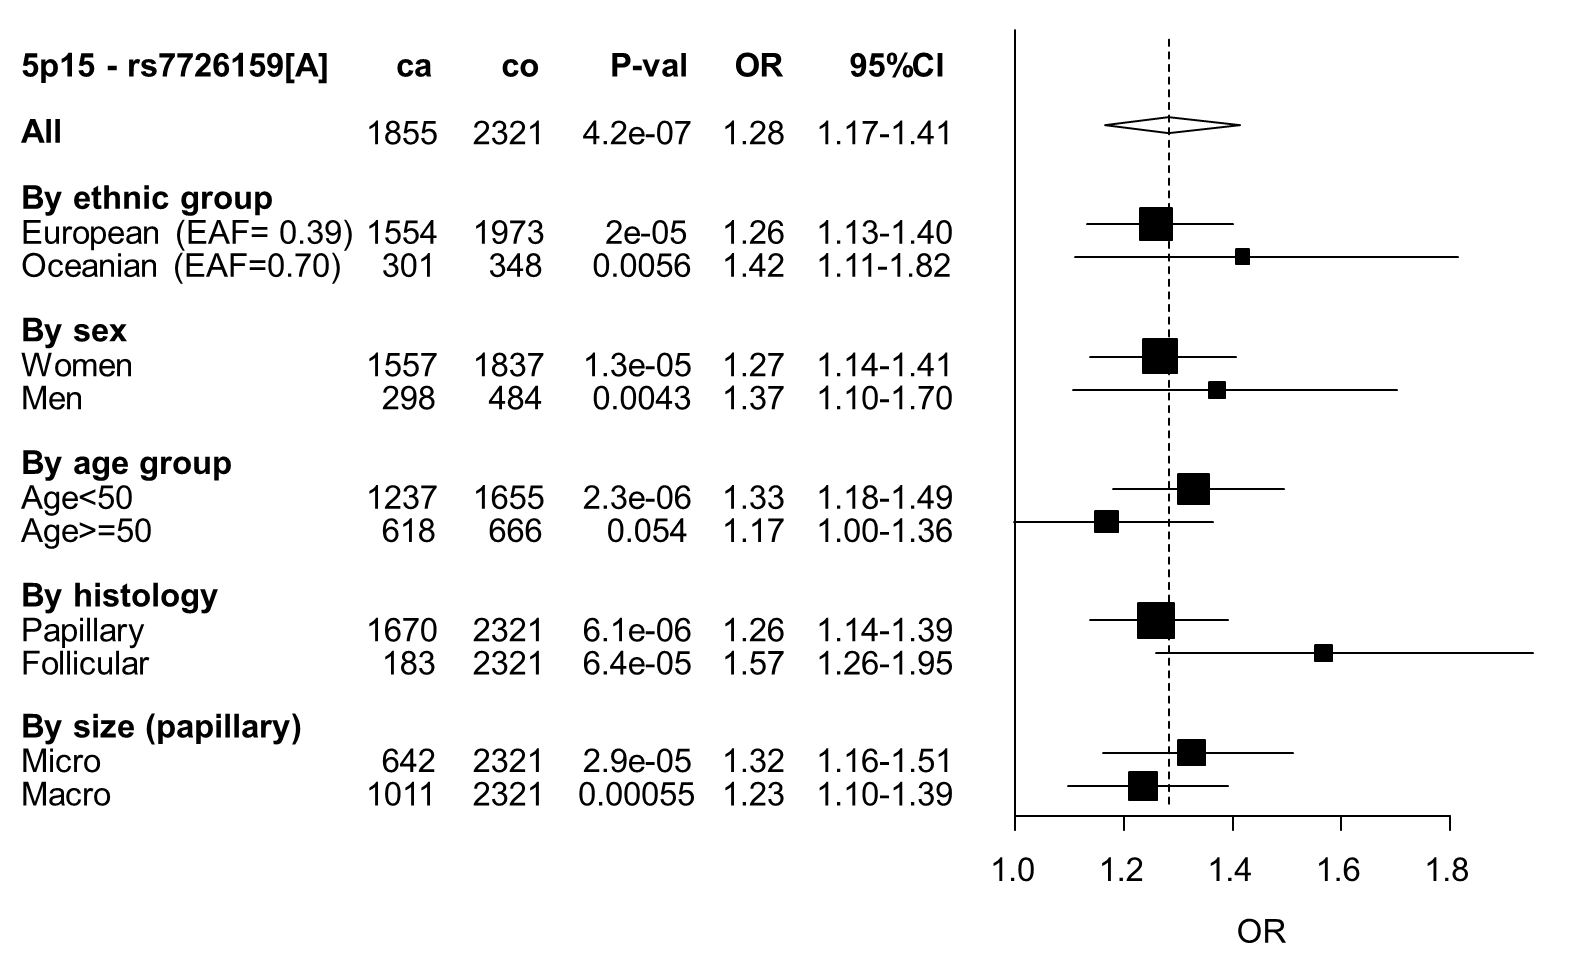 5p15 - rs7726159[A] ca co P-val OR 95%CI
All 1855 2321 4.2e-07 1.28 1.17-1.41
By ethnic group
European (EAF= 0.39) 1554 1973 2e-05 1.26 1.13-1.40
Oceanian (EAF=0.70) 301 348 0.0056 1.42 1.11-1.82
By sex
Women 1557 1837 1.3e-05 1.27 1.14-1.41
Men 298 484 0.0043 1.37 1.10-1.70
By age group
Age<50 1237 1655 2.3e-06 1.33 1.18-1.49
Age>=50 618 666 0.054 1.17 1.00-1.36
By histology
Papillary 1670 2321 6.1e-06 1.26 1.14-1.39
Follicular 183 2321 6.4e-05 1.57 1.26-1.95
By size (papillary)
Micro 642 2321 2.9e-05 1.32 1.16-1.51
Macro 1011 2321 0.00055 1.23 1.10-1.39
1.0 1.2 1.4 1.6 1.8
OR